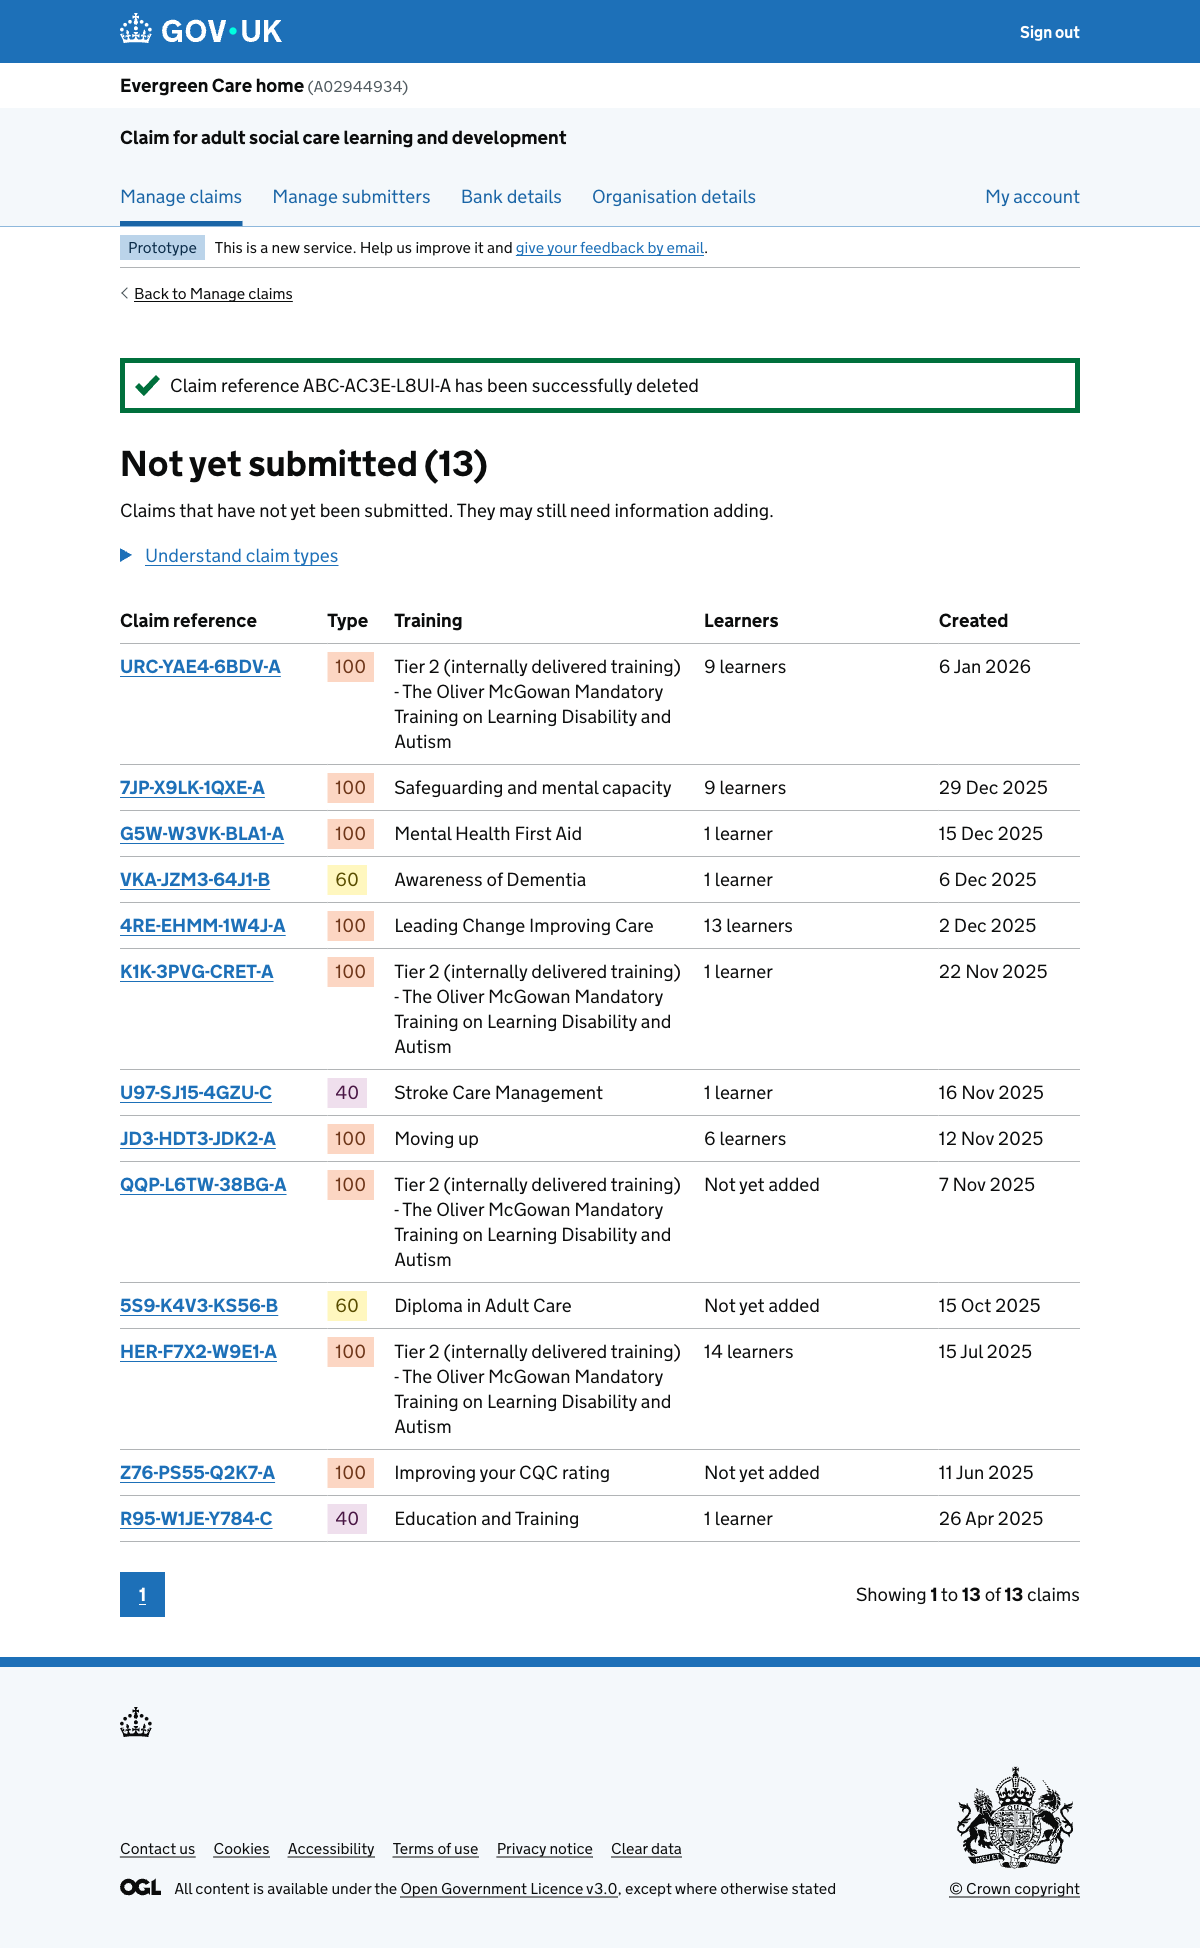 GOV·UK
Sign out
Evergreen Care home (A02944934)
Claim for adult social care learning and development
Manage claims Manage submitters Bank details Organisation details My account
Prototype This is a new service. Help us improve it and give your feedback by email.
Back to Manage claims
Claim reference ABC-AC3E-L8UI-A has been successfully deleted
Not yet submitted (13)
Claims that have not yet been submitted. They may still need information adding.
Understand claim types
Claim reference Type Training Learners Created
URC-YAE4-6BDV-A 100 Tier 2 (internally delivered training) 9 learners 6 Jan 2026
- The Oliver McGowan Mandatory
Training on Learning Disability and
Autism
7JP-X9LK-1QXE-A 100 Safeguarding and mental capacity 9 learners 29 Dec 2025
G5W-W3VK-BLA1-A 100 Mental Health First Aid 1 learner 15 Dec 2025
VKA-JZM3-64J1-B 60 Awareness of Dementia 1 learner 6 Dec 2025
4RE-EHMM-1W4J-A 100 Leading Change Improving Care 13 learners 2 Dec 2025
K1K-3PVG-CRET-A 100 Tier 2 (internally delivered training) 1 learner 22 Nov 2025
- The Oliver McGowan Mandatory
Training on Learning Disability and
Autism
U97-SJ15-4GZU-C 40 Stroke Care Management 1 learner 16 Nov 2025
JD3-HDT3-JDK2-A 100 Moving up 6 learners 12 Nov 2025
QQP-L6TW-38BG-A 100 Tier 2 (internally delivered training) Not yet added 7 Nov 2025
- The Oliver McGowan Mandatory
Training on Learning Disability and
Autism
5S9-K4V3-KS56-B 60 Diploma in Adult Care Not yet added 15 Oct 2025
HER-F7X2-W9E1-A 100 Tier 2 (internally delivered training) 14 learners 15 Jul 2025
- The Oliver McGowan Mandatory
Training on Learning Disability and
Autism
Z76-PS55-Q2K7-A 100 Improving your CQC rating Not yet added 11 Jun 2025
R95-W1JE-Y784-C 40 Education and Training 1 learner 26 Apr 2025
1 Showing 1 to 13 of 13 claims
Contact us Cookies Accessibility Terms of use Privacy notice Clear data
OGL All content is available under the Open Government Licence v3.0, except where otherwise stated
© Crown copyright